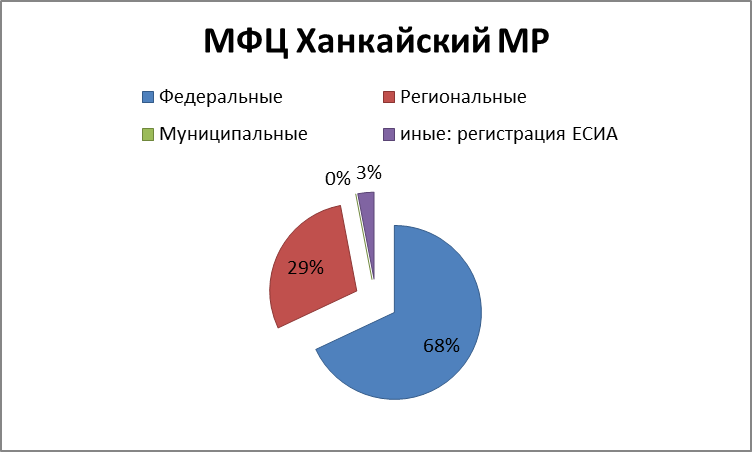 МФЦ Ханкайский МР
Федеральные
Региональные
Муниципальные
иные: регистрация ЕСИА
0%
3%
29%
68%